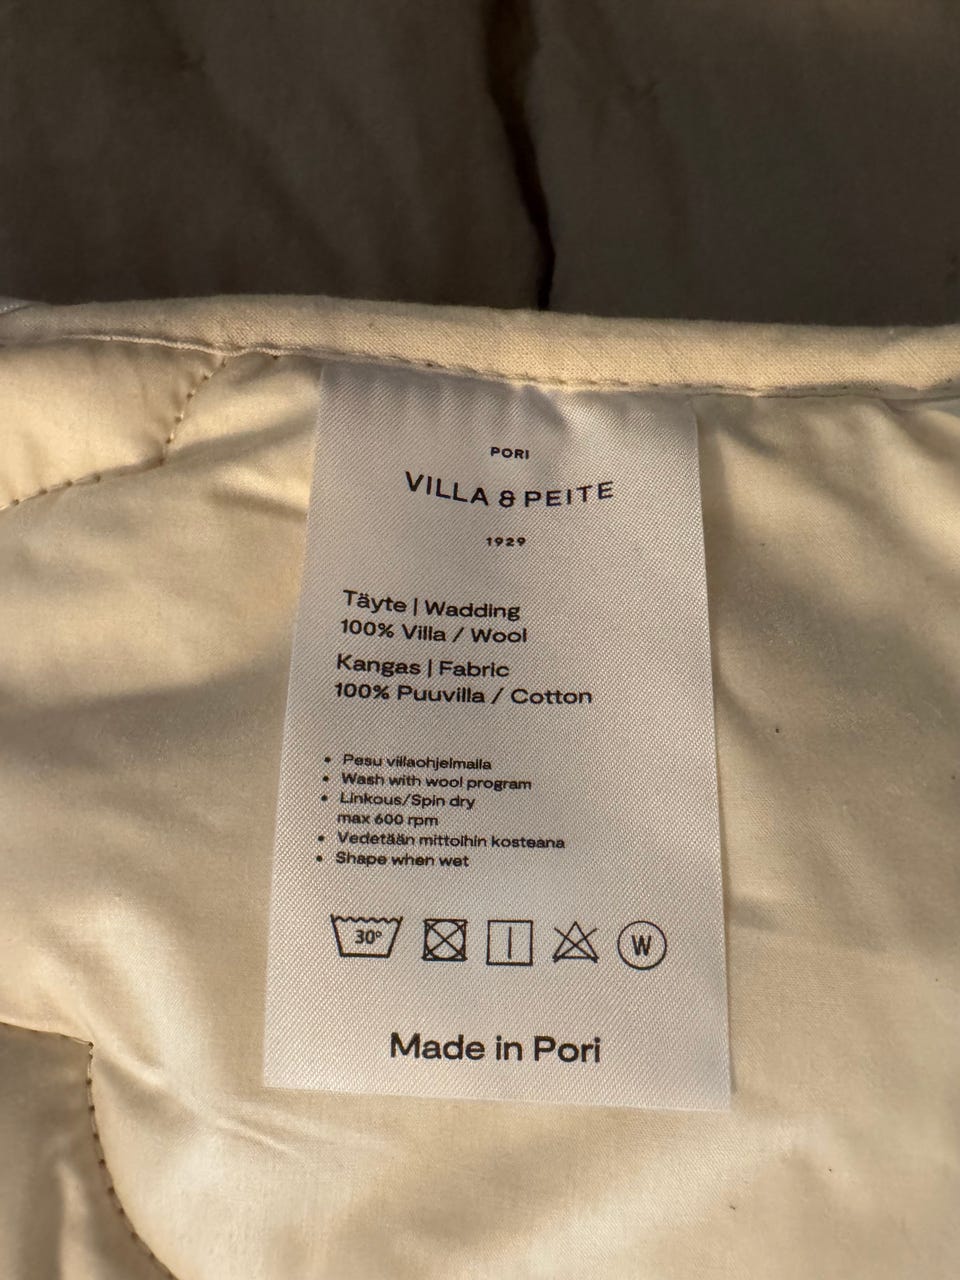 PORI
VILLA & PEITE
1929
Täyte | Wadding
100% Villa / Wool
Kangas | Fabric
100% Puuvilla / Cotton
• Pesu villaohjelmalla
• Wash with wool program
• Linkous/Spin dry
max 600 rpm
• Vedetään mittoihin kosteana
• Shape when wet
30° W
Made in Pori